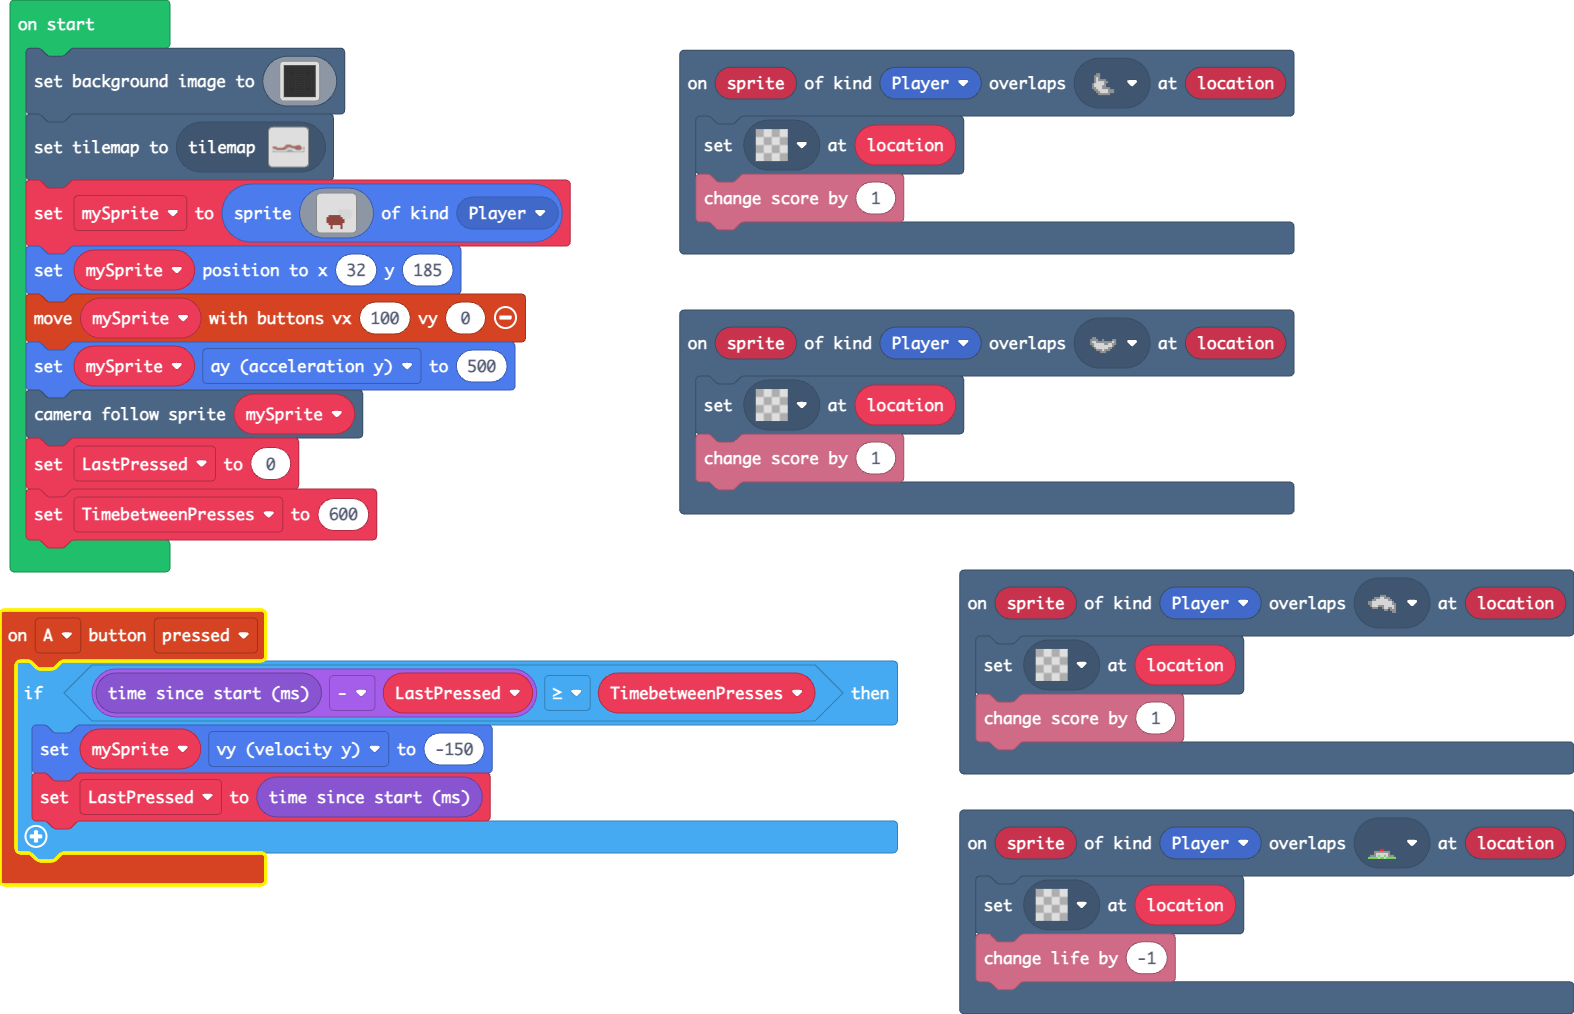 on start
set background image to
set tilemap to tilemap
set mySprite to sprite of kind Player
set mySprite position to x 32 y 185
move mySprite with buttons vx 100 vy 0
set mySprite ay (acceleration y) to 500
camera follow sprite mySprite
set LastPressed to 0
set TimebetweenPresses to 600
on A button pressed
if time since start (ms) - LastPressed ≥ TimebetweenPresses then
set mySprite vy (velocity y) to -150
set LastPressed to time since start (ms)
on sprite of kind Player overlaps at location
set at location
change score by 1
on sprite of kind Player overlaps at location
set at location
change score by 1
on sprite of kind Player overlaps at location
set at location
change score by 1
on sprite of kind Player overlaps at location
set at location
change life by -1